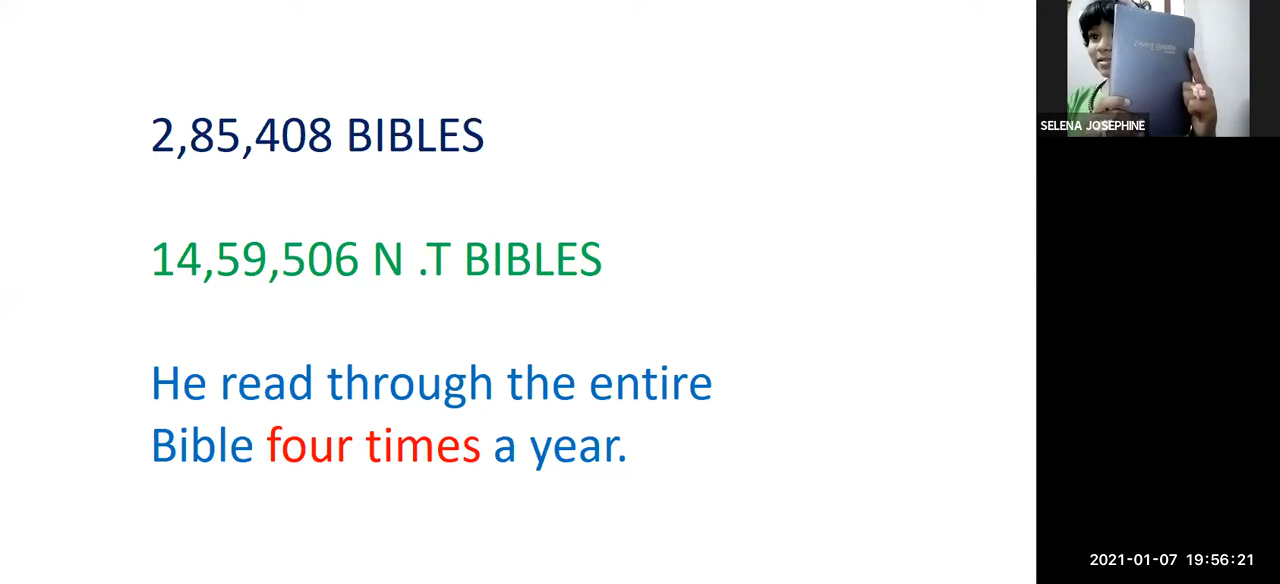 2,85,408 BIBLES
14,59,506 N .T BIBLES
He read through the entire
Bible four times a year.
SELENA JOSEPHINE
2021-01-07 19:56:21